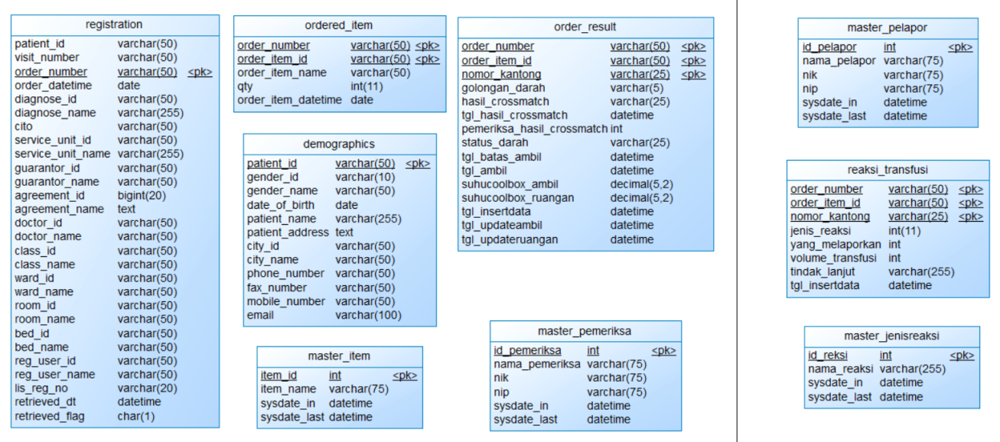 registration
patient_id varchar(50)
visit_number varchar(50)
order_number varchar(50) <pk>
order_datetime date
diagnose_id varchar(50)
diagnose_name varchar(255)
cito varchar(50)
service_unit_id varchar(50)
service_unit_name varchar(255)
guarantor_id varchar(50)
guarantor_name varchar(50)
agreement_id bigint(20)
agreement_name text
doctor_id varchar(50)
doctor_name varchar(50)
class_id varchar(50)
class_name varchar(50)
ward_id varchar(50)
ward_name varchar(50)
room_id varchar(50)
room_name varchar(50)
bed_id varchar(50)
bed_name varchar(50)
reg_user_id varchar(50)
reg_user_name varchar(50)
lis_reg_no varchar(20)
retrieved_dt datetime
retrieved_flag char(1)
ordered_item
order_number varchar(50) <pk>
order_item_id varchar(50) <pk>
order_item_name varchar(50)
qty int(11)
order_item_datetime date
demographics
patient_id varchar(50) <pk>
gender_id varchar(10)
gender_name varchar(50)
date_of_birth date
patient_name varchar(255)
patient_address text
city_id varchar(50)
city_name varchar(50)
phone_number varchar(50)
fax_number varchar(50)
mobile_number varchar(50)
email varchar(100)
master_item
item_id int <pk>
item_name varchar(75)
sysdate_in datetime
sysdate_last datetime
order_result
order_number varchar(50) <pk>
order_item_id varchar(50) <pk>
nomor_kantong varchar(25) <pk>
golongan_darah varchar(5)
hasil_crossmatch varchar(25)
tgl_hasil_crossmatch datetime
pemeriksa_hasil_crossmatch int
status_darah varchar(25)
tgl_batas_ambil datetime
tgl_ambil datetime
suhucoolbox_ambil decimal(5,2)
suhucoolbox_ruangan decimal(5,2)
tgl_insertdata datetime
tgl_updateambil datetime
tgl_updateruangan datetime
master_pemeriksa
id_pemeriksa int <pk>
nama_pemeriksa varchar(75)
nik varchar(75)
nip varchar(75)
sysdate_in datetime
sysdate_last datetime
master_pelapor
id_pelapor int <pk>
nama_pelapor varchar(75)
nik varchar(75)
nip varchar(75)
sysdate_in datetime
sysdate_last datetime
reaksi_transfusi
order_number varchar(50) <pk>
order_item_id varchar(50) <pk>
nomor_kantong varchar(25) <pk>
jenis_reaksi int(11)
yang_melaporkan int
volume_transfusi int
tindak_lanjut varchar(255)
tgl_insertdata datetime
master_jenisreaksi
id_reksi int <pk>
nama_reaksi varchar(255)
sysdate_in datetime
sysdate_last datetime